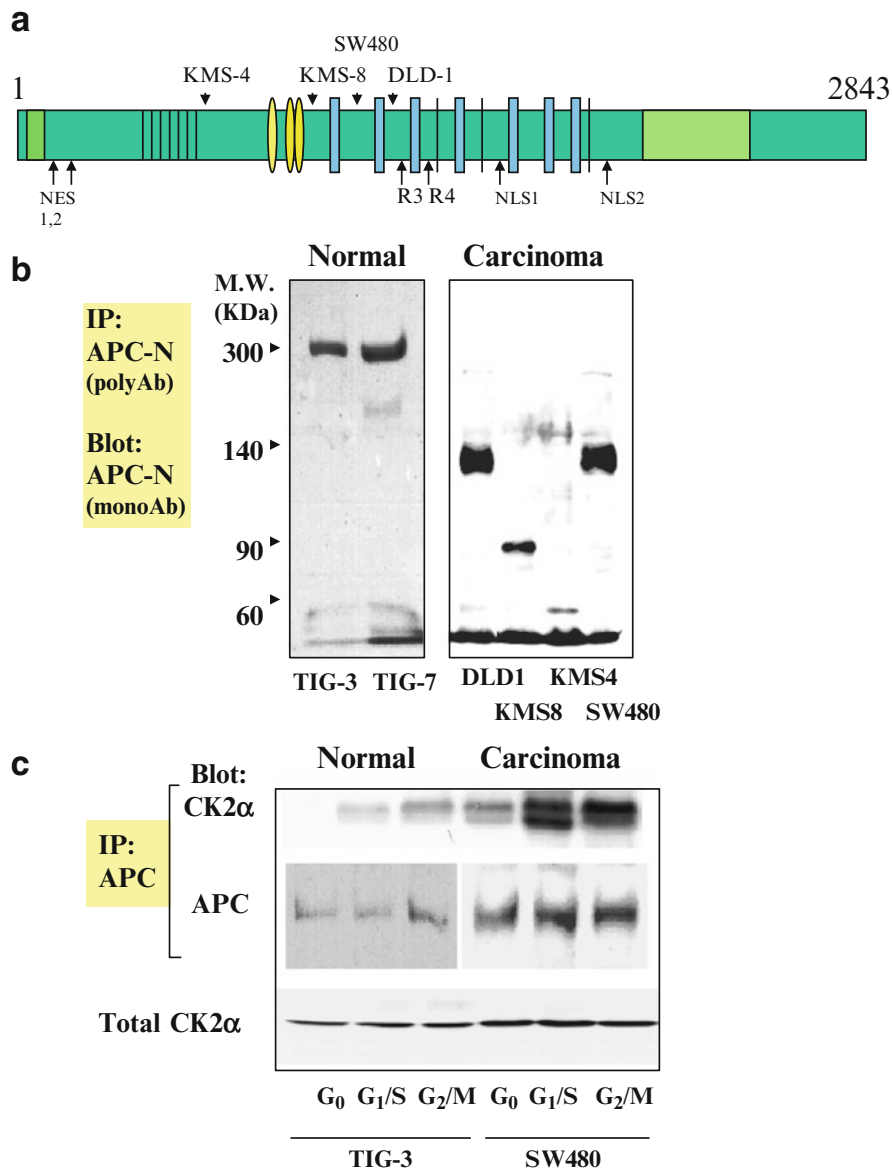 a
SW480
KMS-4 KMS-8 DLD-1
1 2843
NES
1,2
R3 R4 NLS1 NLS2
b
Normal Carcinoma
M.W.
(KDa)
IP:
APC-N
(polyAb)
Blot:
APC-N
(monoAb)
300
140
90
60
TIG-3 TIG-7 DLD1 KMS4
KMS8 SW480
c
Normal Carcinoma
Blot:
CK2α
IP:
APC
APC
Total CK2α
G₀ G₁/S G₂/M G₀ G₁/S G₂/M
TIG-3 SW480